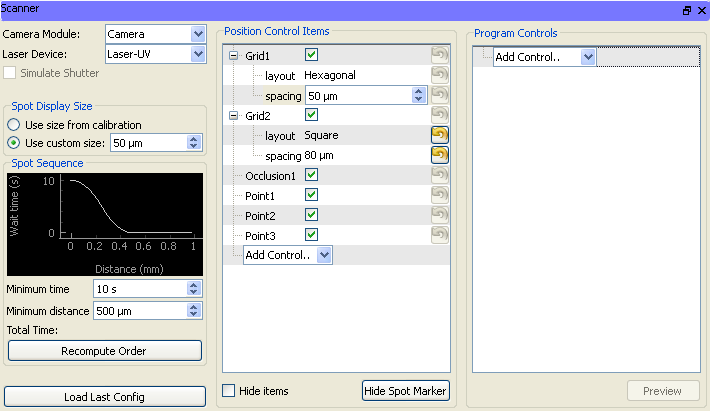 Scanner
Camera Module: Camera
Laser Device: Laser-UV
Simulate Shutter
Spot Display Size
Use size from calibration
Use custom size: 50 µm
Spot Sequence
Wait time (s)
10
0
0 0.2 0.4 0.6 0.8 1
Distance (mm)
Minimum time 10 s
Minimum distance 500 µm
Total Time:
Recompute Order
Load Last Config
Position Control Items
Grid1
layout Hexagonal
spacing 50 µm
Grid2
layout Square
spacing 80 µm
Occlusion1
Point1
Point2
Point3
Add Control..
Hide items
Hide Spot Marker
Program Controls
Add Control..
Preview